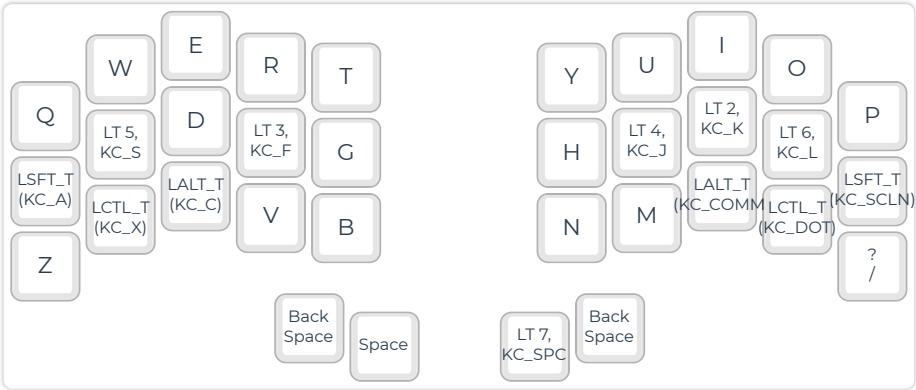 Q
W
E
R
T
Y
U
I
O
P
LSFT_T
(KC_A)
LT 5,
KC_S
D
LT 3,
KC_F
G
H
LT 4,
KC_J
LT 2,
KC_K
LT 6,
KC_L
LSFT_T
(KC_SCLN)
Z
LCTL_T
(KC_X)
LALT_T
(KC_C)
V
B
N
M
LALT_T
(KC_COMM
LCTL_T
(KC_DOT)
?
/
Back
Space
Space
LT 7,
KC_SPC
Back
Space